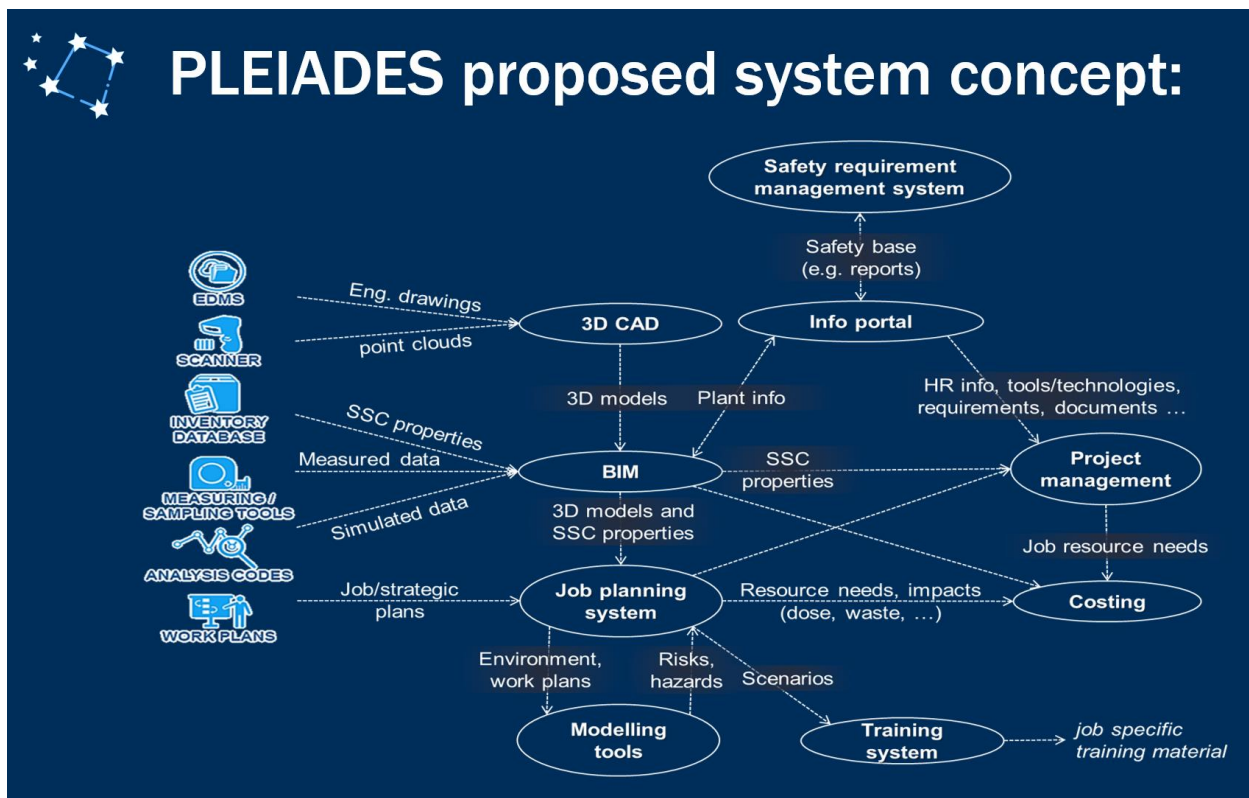 PLEIADES proposed system concept:
Safety requirement
management system
Safety base
(e.g. reports)
EDMS
Eng. drawings
3D CAD
Info portal
SCANNER
point clouds
3D models
Plant info
HR info, tools/technologies,
requirements, documents ...
INVENTORY
DATABASE
SSC properties
Measured data
BIM
SSC
properties
Project
management
MEASURING /
SAMPLING TOOLS
Simulated data
3D models and
SSC properties
ANALYSIS CODES
Job resource needs
Job/strategic
plans
Job planning
system
Resource needs, impacts
(dose, waste, ...)
Costing
WORK PLANS
Environment,
work plans
Risks,
hazards
Scenarios
Modelling
tools
Training
system
job specific
training material